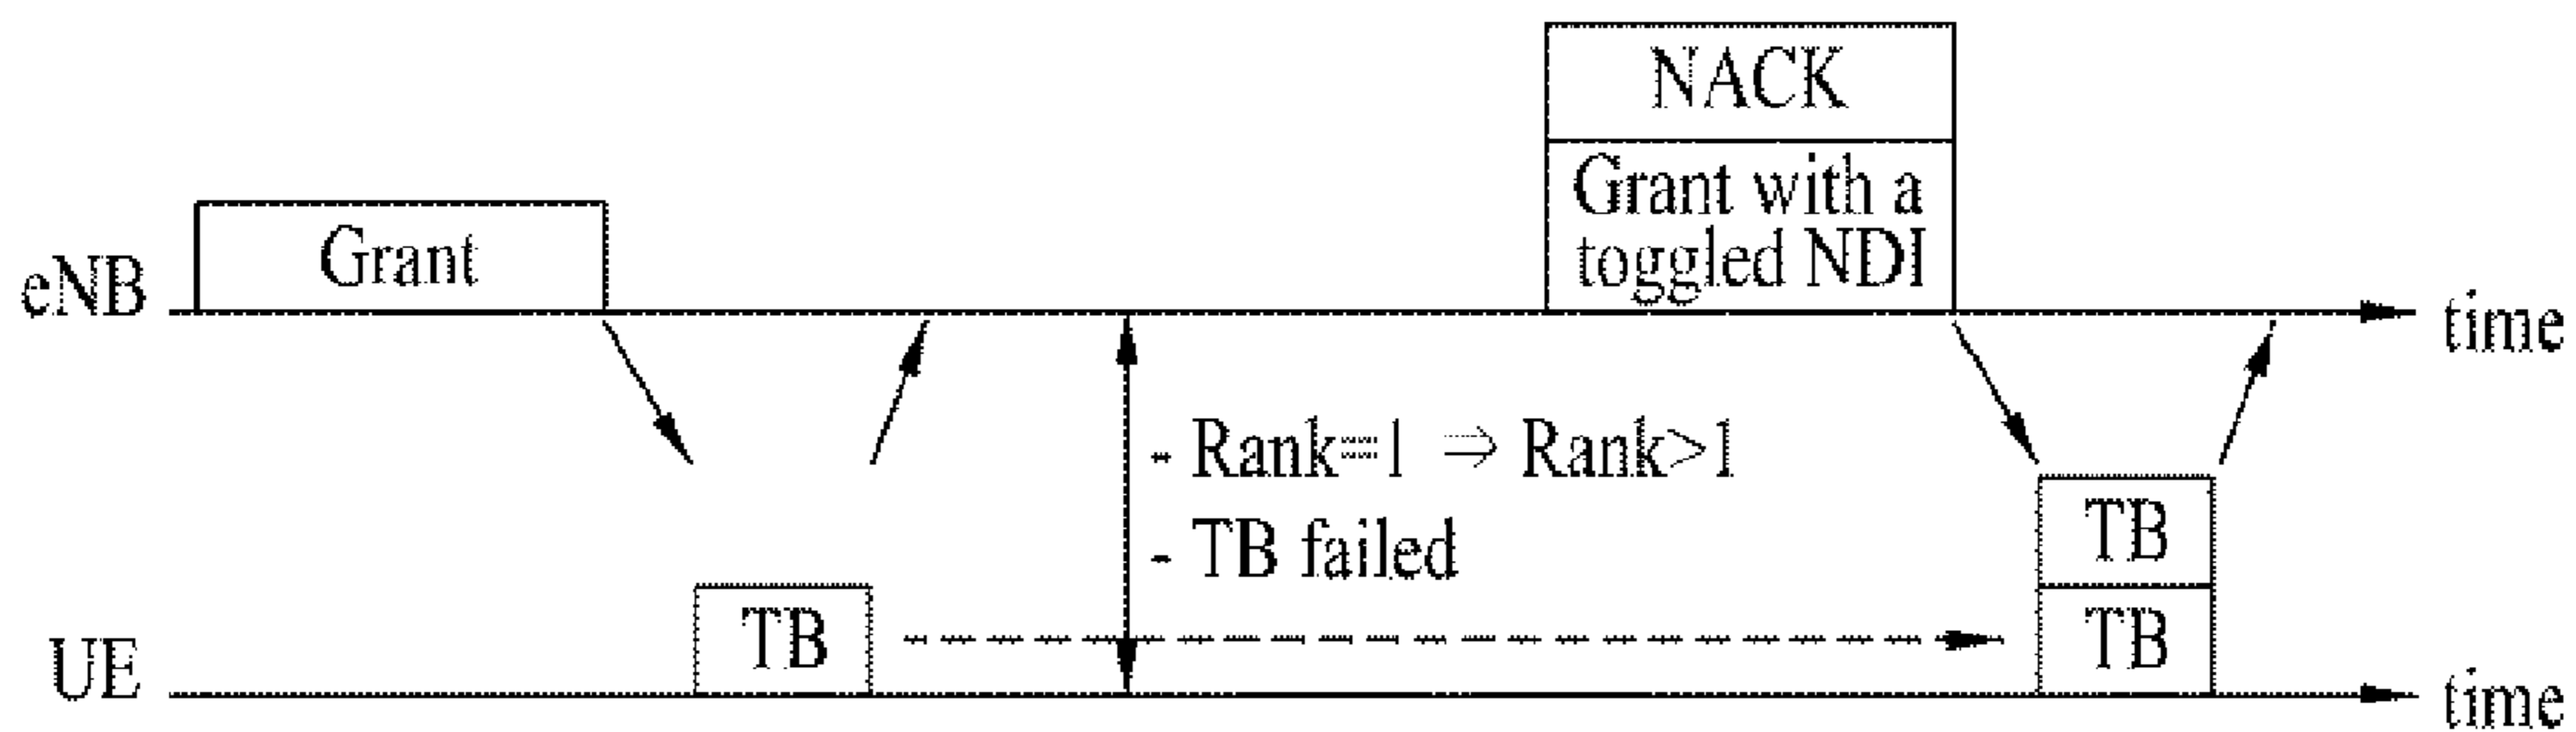 NACK
Grant with a
toggled NDI
Grant
eNB
time
- Rank=1 ⇒ Rank>1
- TB failed
TB
TB
TB
UE
time